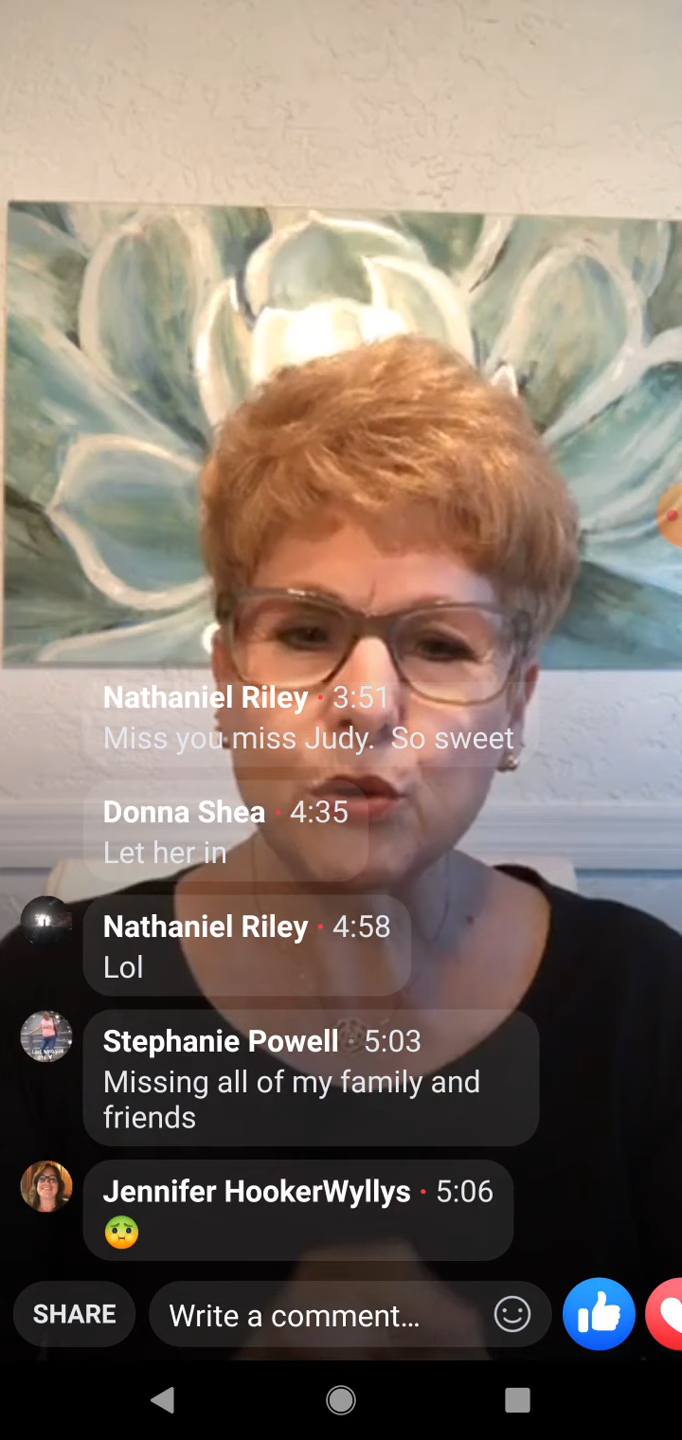 Nathaniel Riley · 3:51
Miss you miss Judy. So sweet
Donna Shea · 4:35
Let her in
Nathaniel Riley · 4:58
Lol
Stephanie Powell · 5:03
Missing all of my family and
friends
Jennifer HookerWyllys · 5:06
🤢
SHARE
Write a comment...